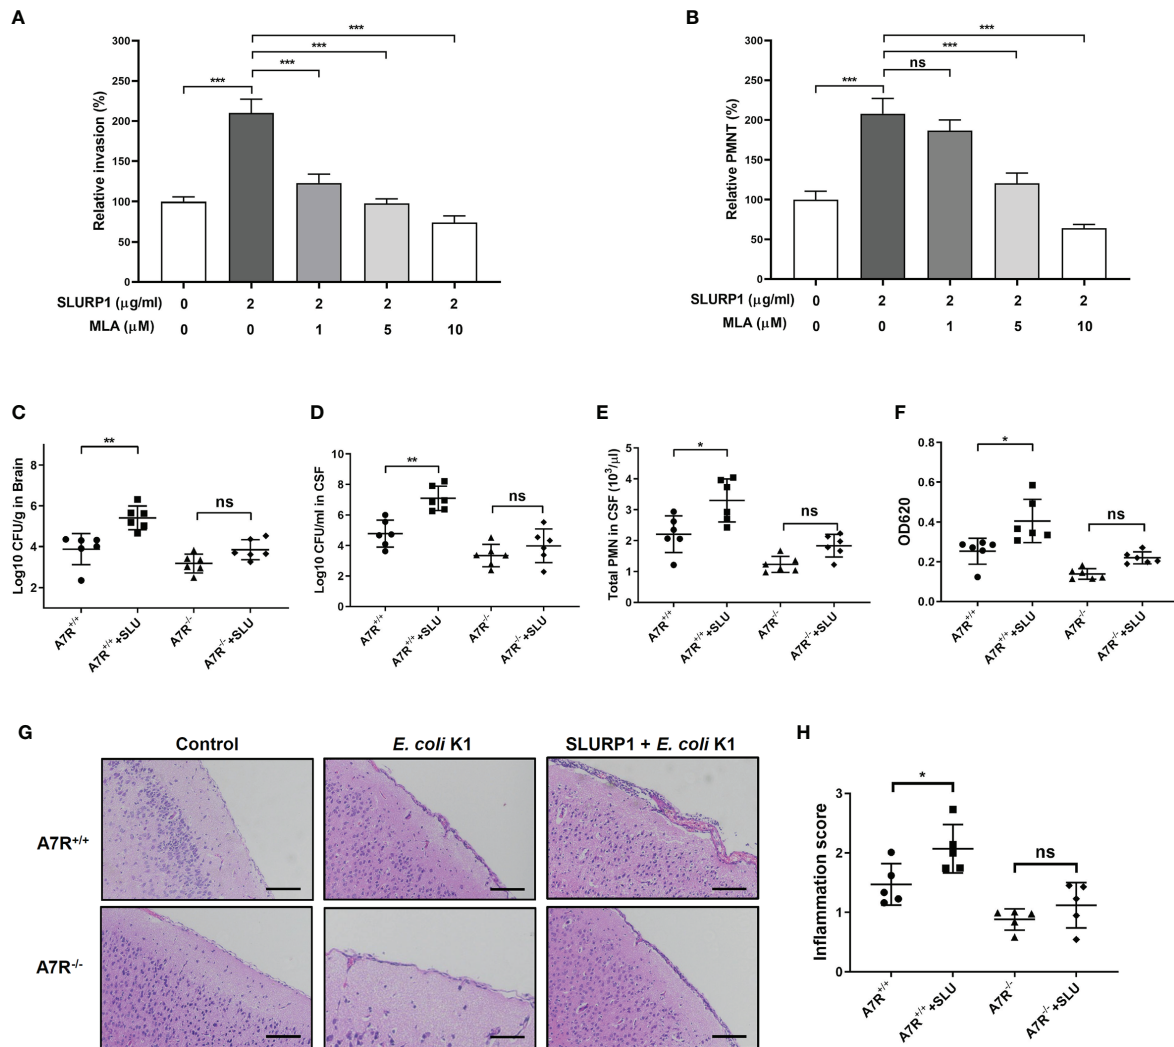 A
Relative invasion (%)
300
250
200
150
100
50
0
***
***
***
***
SLURP1 (μg/ml) 0 2 2 2 2
MLA (μM) 0 0 1 5 10
B
Relative PMNT (%)
300
250
200
150
100
50
0
***
***
ns
***
SLURP1 (μg/ml) 0 2 2 2 2
MLA (μM) 0 0 1 5 10
C
Log10 CFU/g in Brain
8
6
4
2
**
ns
A7R+/+
A7R+/++SLU
A7R-/-
A7R-/-+SLU
D
Log10 CFU/ml in CSF
10
8
6
4
2
0
**
ns
A7R+/+
A7R+/++SLU
A7R-/-
A7R-/-+SLU
E
Total PMN in CSF (10³/μl)
5
4
3
2
1
0
*
ns
A7R+/+
A7R+/++SLU
A7R-/-
A7R-/-+SLU
F
OD620
0.8
0.6
0.4
0.2
0.0
*
ns
A7R+/+
A7R+/++SLU
A7R-/-
A7R-/-+SLU
G
Control E. coli K1 SLURP1 + E. coli K1
A7R+/+
A7R-/-
H
Inflammation score
3
2
1
0
*
ns
A7R+/+
A7R+/++SLU
A7R-/-
A7R-/-+SLU